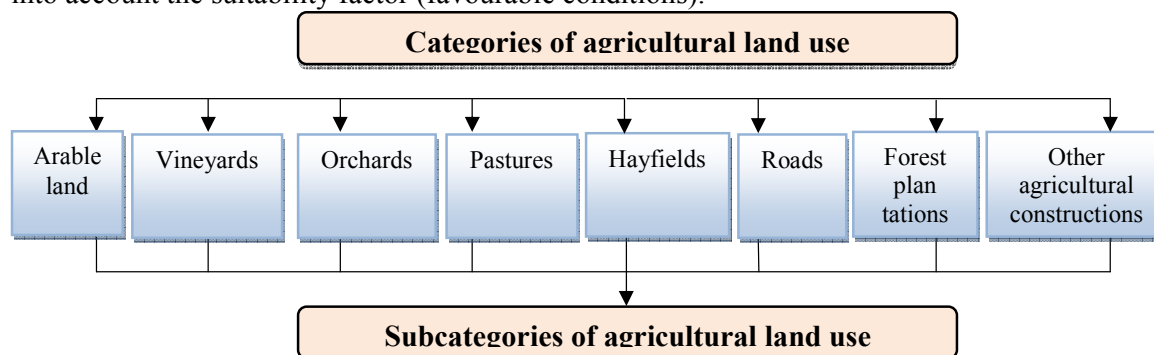 into account the suitability factor (favourable conditions).
Categories of agricultural land use
Arable
land
Vineyards
Orchards
Pastures
Hayfields
Roads
Forest
plan
tations
Other
agricultural
constructions
Subcategories of agricultural land use